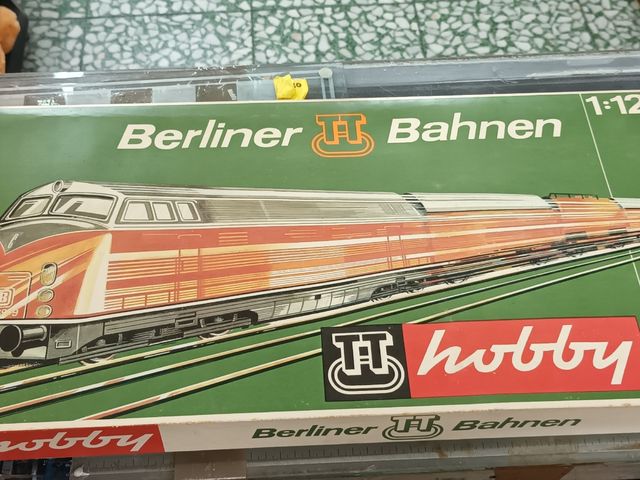 Berliner TT Bahnen
1:12
TT hobby
hobby
Berliner TT Bahnen